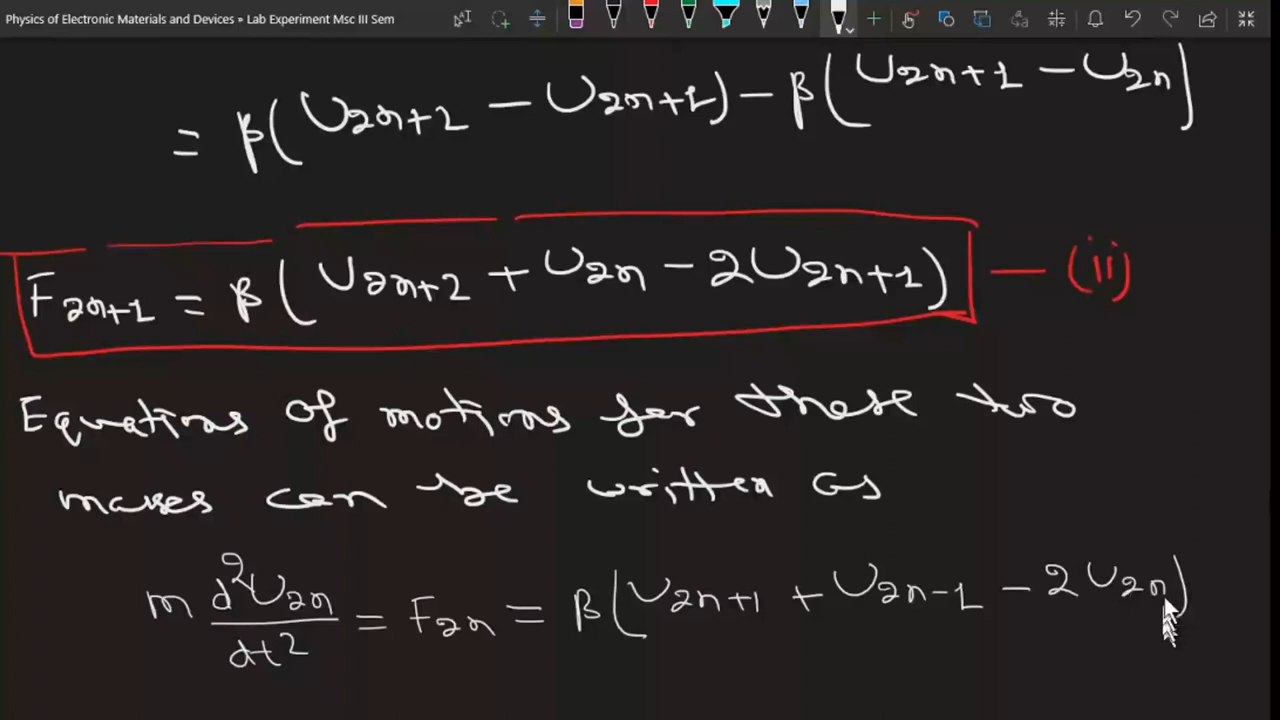 Physics of Electronic Materials and Devices » Lab Experiment Msc III Sem
= β(U2n+2 - U2n+1) - β(U2n+1 - U2n]
F2n+1 = β(U2n+2 + U2n - 2U2n+1) — (ii)
Equations of motions for these two
masses can be written as
m d²U2n/dt² = F2n = β(U2n+1 + U2n-1 - 2U2n)